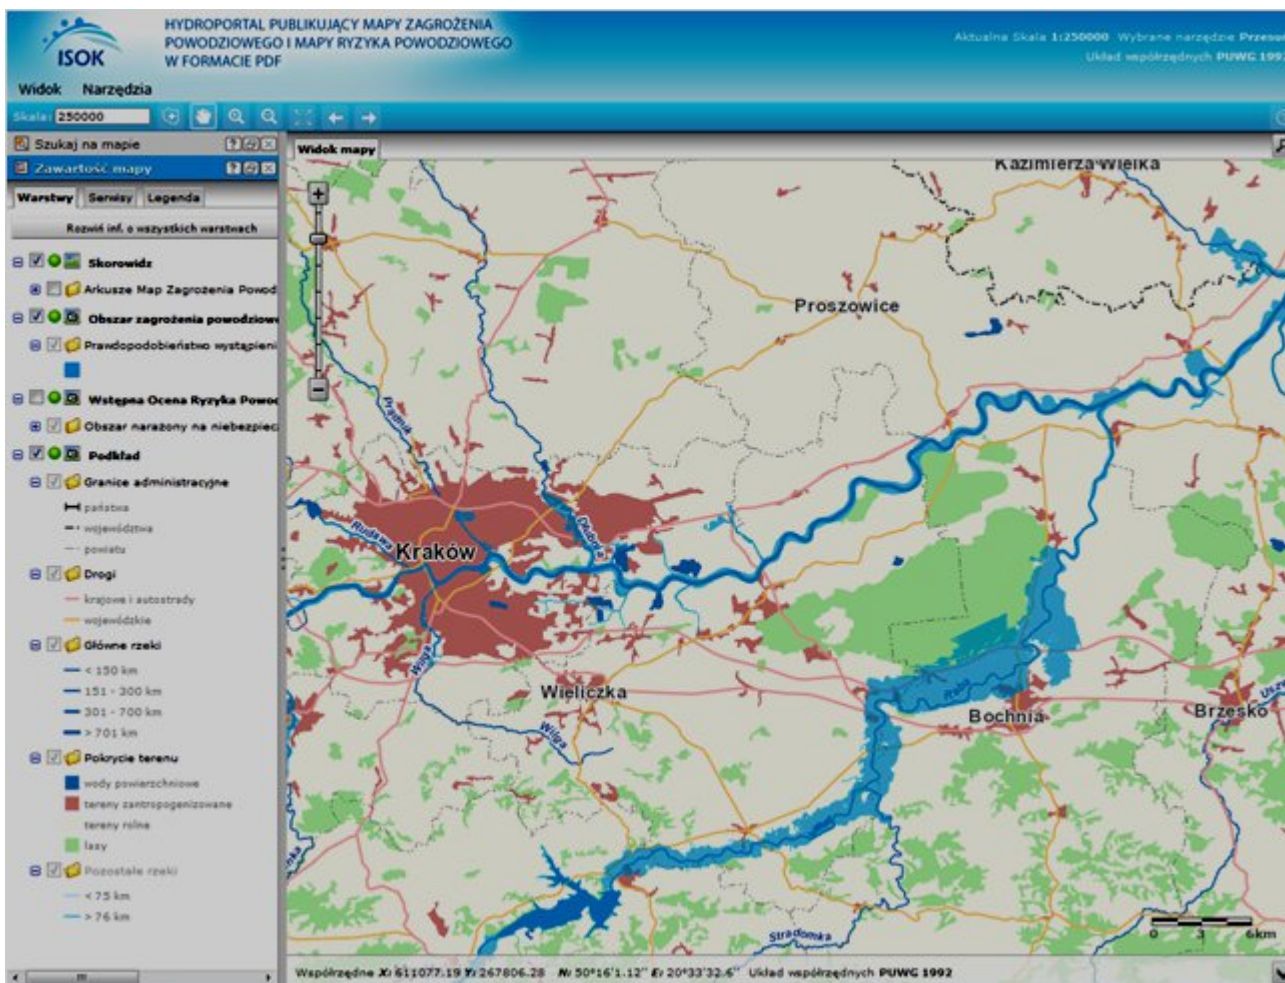 HYDROPORTAL PUBLIKUJĄCY MAPY ZAGROŻENIA
POWODZIOWEGO I MAPY RYZYKA POWODZIOWEGO
W FORMACIE PDF
ISOK
Aktualna Skala 1:250000 Wybrane narzędzie
Układ współrzędnych PUWG 1992
Widok Narzędzia
Skala: 250000
Szukaj na mapie
Zawartość mapy
Warstwy Serwisy Legenda
Rozwiń inf. o wszystkich warstwach
Skorowidz
Arkusze Map Zagrożenia Powod
Obszar zagrożenia powodziowe
Prawdopodobieństwo wystąpieni
Wstępna Ocena Ryzyka Powod
Obszar narażony na niebezpiec
Podkład
Granice administracyjne
państwa
województwa
powiatu
Drogi
krajowe i autostrady
wojewódzkie
Główne rzeki
< 150 km
151 - 300 km
301 - 700 km
> 701 km
Pokrycie terenu
wody powierzchniowe
tereny zantropogenizowane
tereny rolne
lasy
Pozostałe rzeki
< 75 km
> 76 km
Widok mapy
Kazimierza Wielka
Proszowice
Prądnik
Dłubnia
Rudawa
Kraków
Wilga
Wieliczka
Wilga
Raba
Bochnia
Brzesko
Stradomka
0 3 6km
Współrzędne X: 611077.19 Y: 267806.28 N: 50°16'1.12" E: 20°33'32.6" Układ współrzędnych PUWG 1992